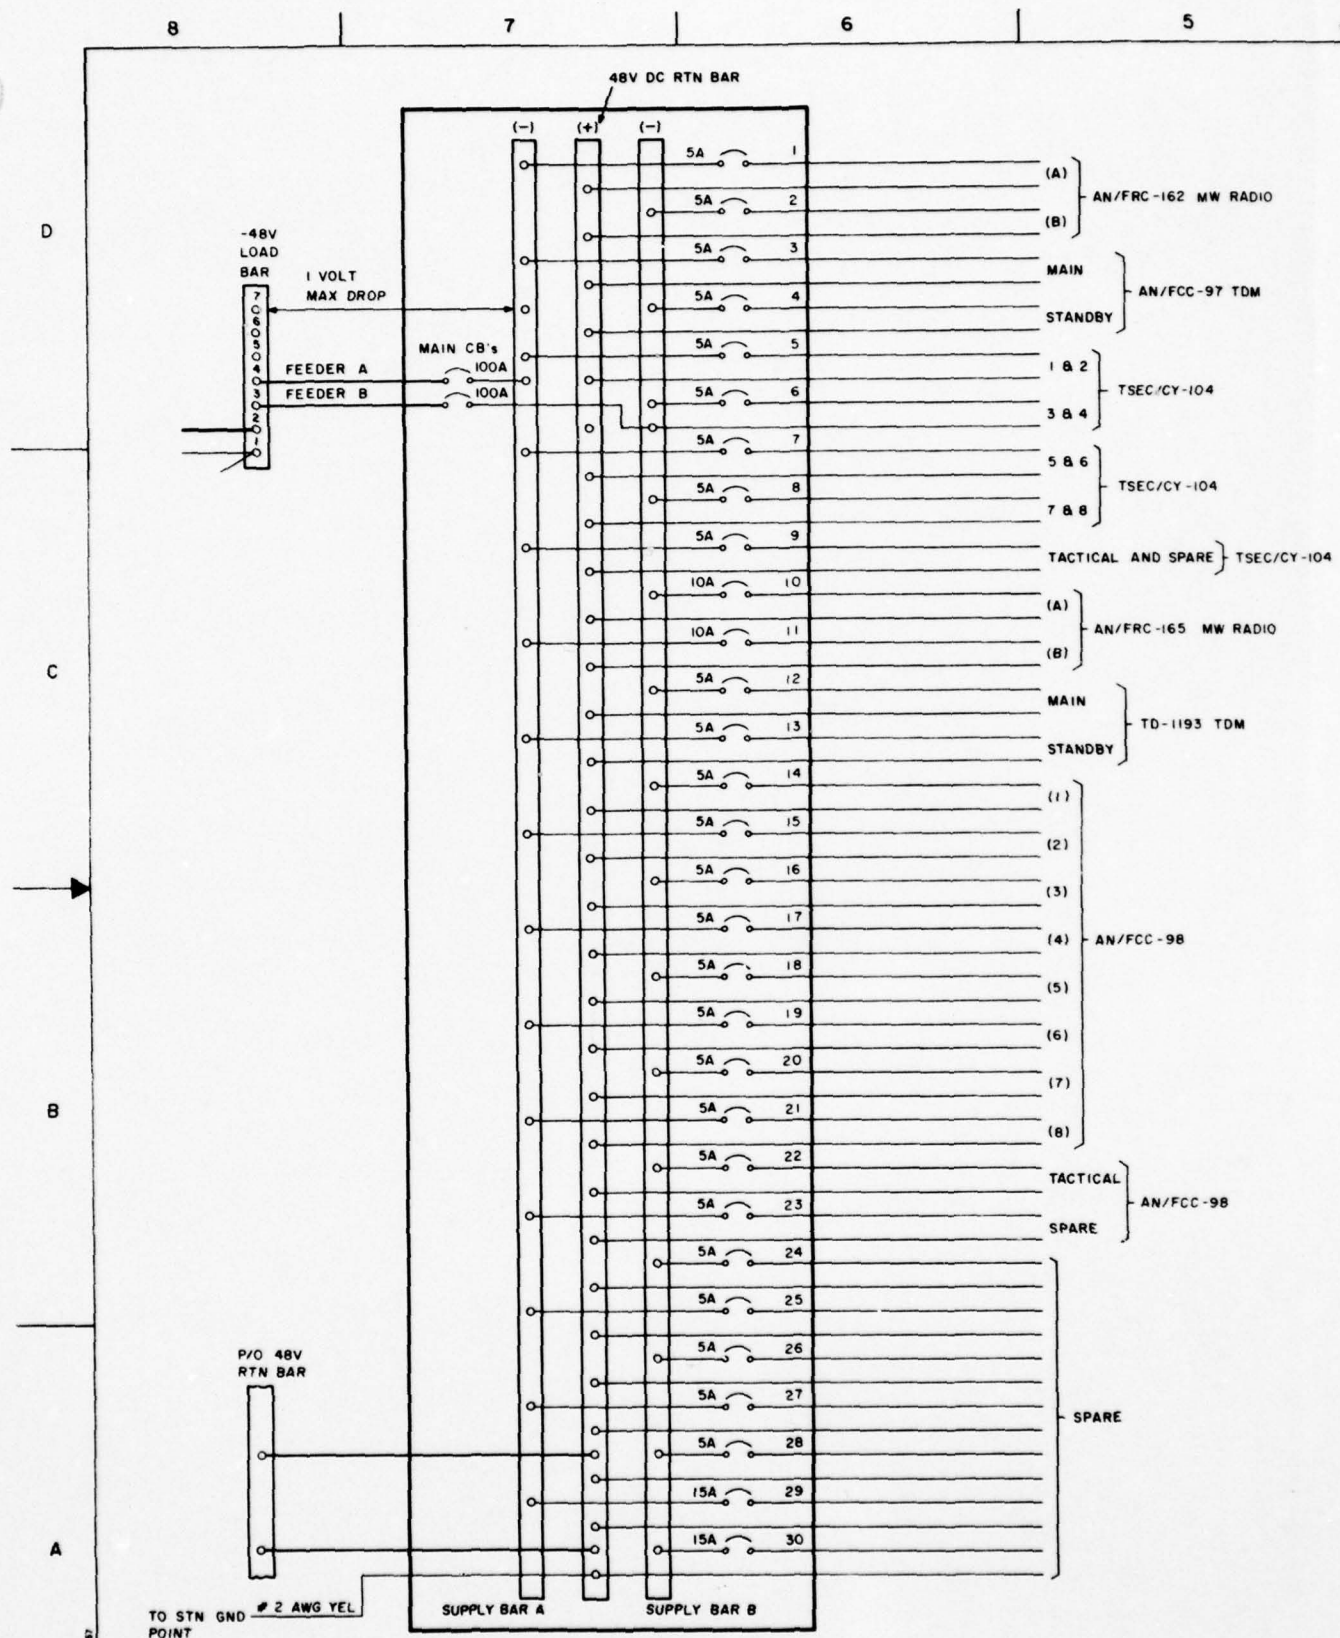 8 7 6 5
48V DC RTN BAR
(-) (+) (-)
5A 1
(A)
AN/FRC-162 MW RADIO
5A 2
(B)
D
-48V
LOAD
BAR
5A 3
MAIN
1 VOLT
MAX DROP
AN/FCC-97 TDM
7
5A 4
STANDBY
6
5
5A 5
MAIN CB's
4
FEEDER A
100A
1 & 2
3
FEEDER B
100A
5A 6
TSEC/CY-104
2
3 & 4
1
5A 7
5 & 6
5A 8
TSEC/CY-104
7 & 8
5A 9
TACTICAL AND SPARE
TSEC/CY-104
10A 10
(A)
10A 11
AN/FRC-165 MW RADIO
(B)
C
5A 12
MAIN
5A 13
TD-1193 TDM
STANDBY
5A 14
(1)
5A 15
(2)
5A 16
(3)
5A 17
(4)
AN/FCC-98
5A 18
(5)
5A 19
(6)
5A 20
(7)
B
5A 21
(8)
5A 22
TACTICAL
5A 23
AN/FCC-98
SPARE
5A 24
5A 25
5A 26
P/O 48V
RTN BAR
5A 27
SPARE
5A 28
15A 29
15A 30
A
TO STN GND
POINT
# 2 AWG YEL
SUPPLY BAR A
SUPPLY BAR B